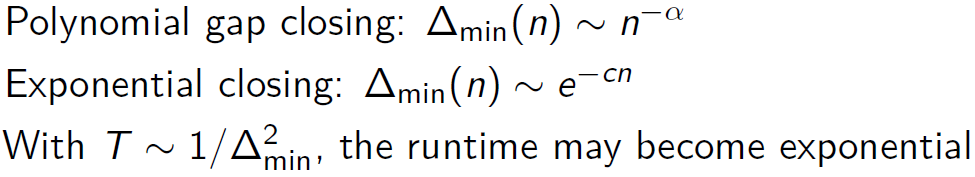 Polynomial gap closing: Δ_min(n) ∼ n^{−α}
Exponential closing: Δ_min(n) ∼ e^{−cn}
With T ∼ 1/Δ²_min, the runtime may become exponential